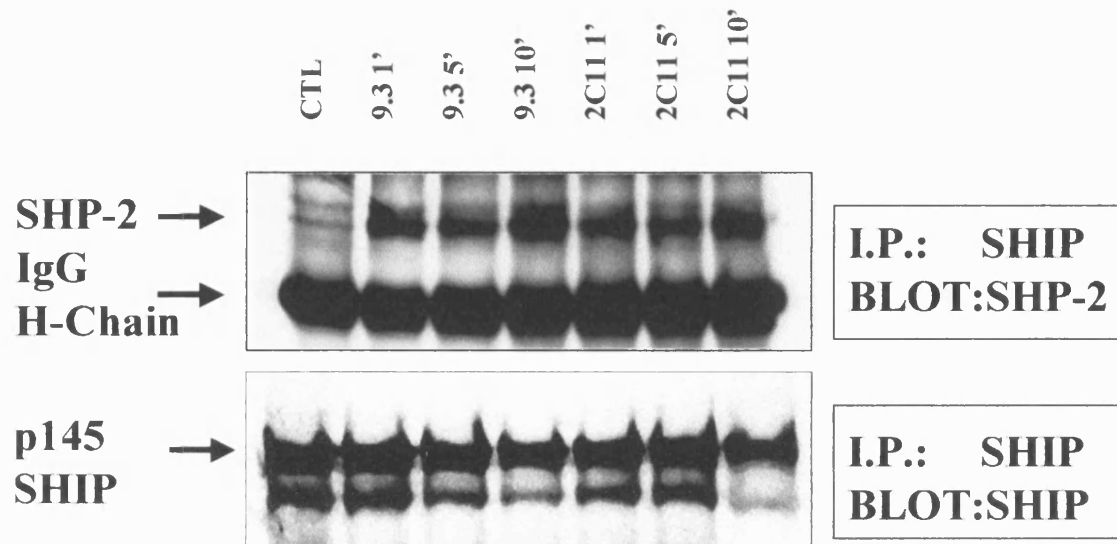 CTL
9.3 1’
9.3 5’
9.3 10’
2C11 1’
2C11 5’
2C11 10’
SHP-2
IgG
H-Chain
I.P.: SHIP
BLOT:SHP-2
p145
SHIP
I.P.: SHIP
BLOT:SHIP